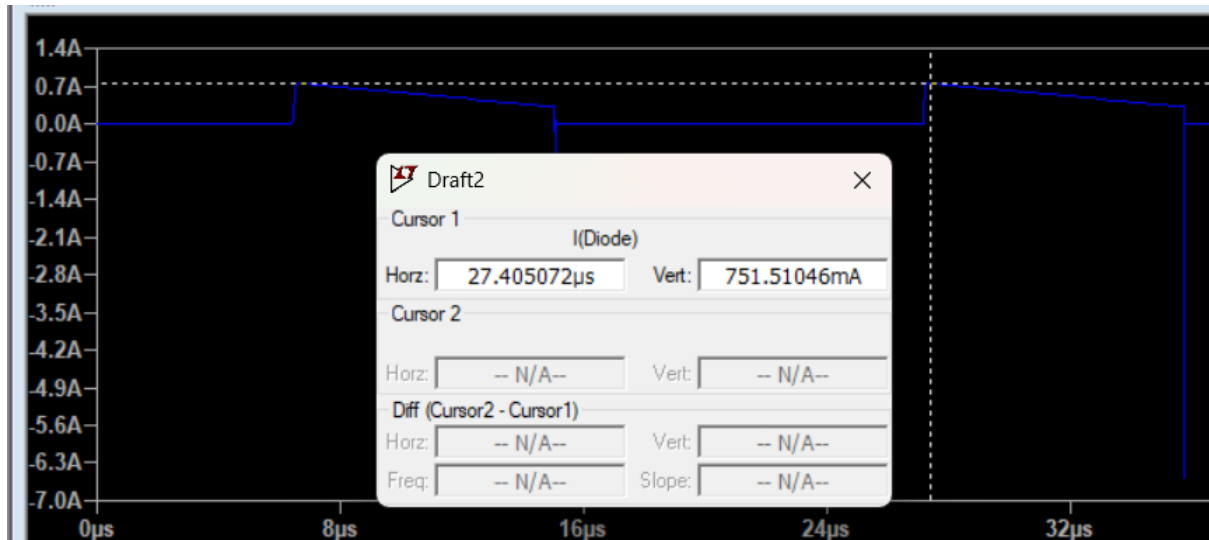 1.4A
0.7A
0.0A
-0.7A
-1.4A
-2.1A
-2.8A
-3.5A
-4.2A
-4.9A
-5.6A
-6.3A
-7.0A
0µs 8µs 16µs 24µs 32µs
Draft2
Cursor 1
I(Diode)
Horz: 27.405072µs Vert: 751.51046mA
Cursor 2
Horz: -- N/A-- Vert: -- N/A--
Diff (Cursor2 - Cursor1)
Horz: -- N/A-- Vert: -- N/A--
Freq: -- N/A-- Slope: -- N/A--